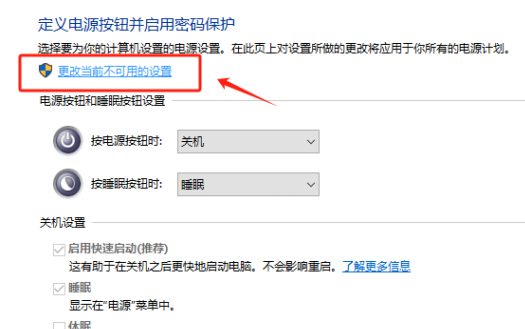 定义电源按钮并启用密码保护
选择要为你的计算机设置的电源设置。在此页上对设置所做的更改将应用于你所有的电源计划。
更改当前不可用的设置
电源按钮和睡眠按钮设置
按电源按钮时: 关机
按睡眠按钮时: 睡眠
关机设置
启用快速启动(推荐)
这有助于在关机之后更快地启动电脑。不会影响重启。了解更多信息
睡眠
显示在"电源"菜单中。
休眠